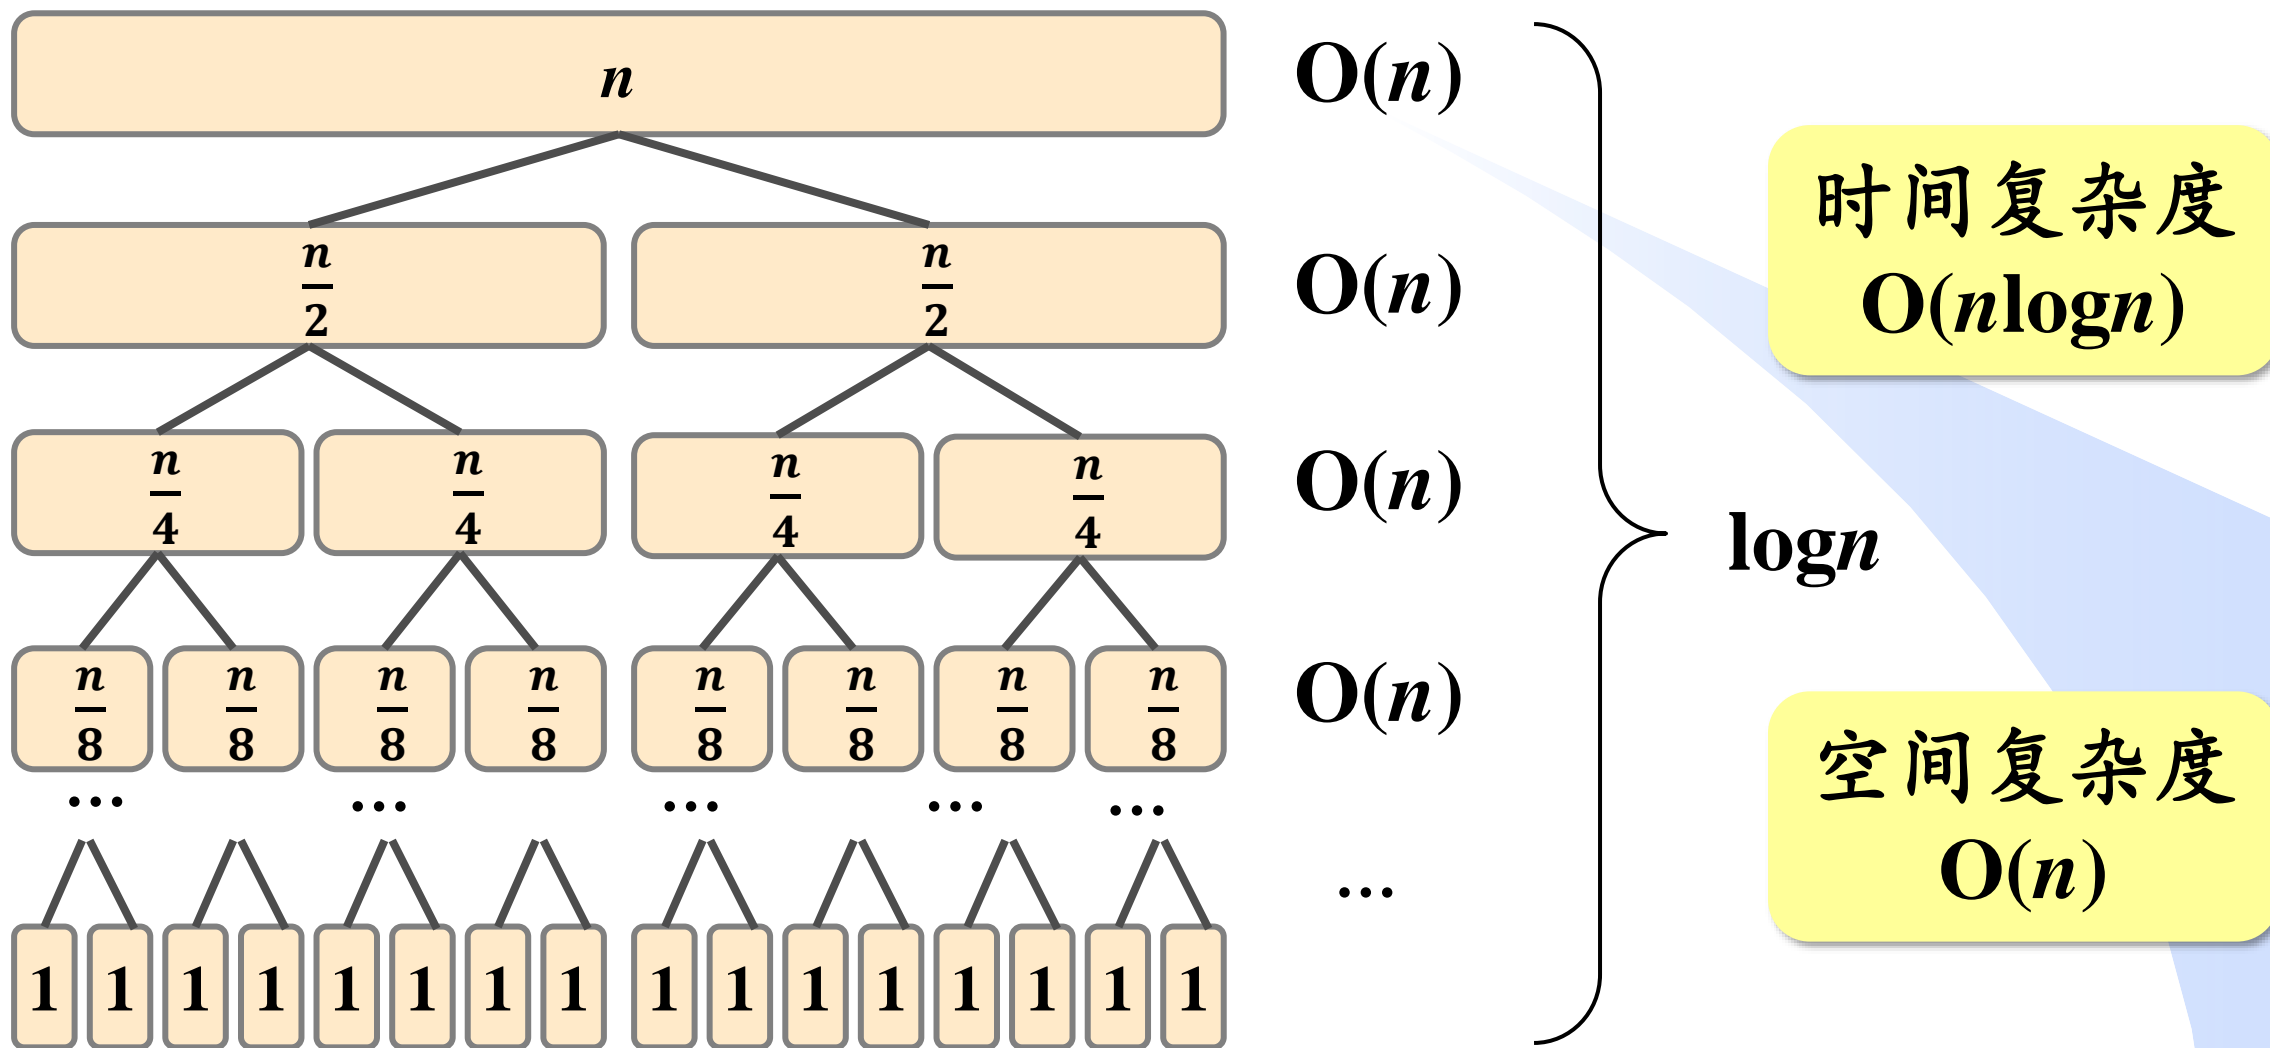 n
O(n)
n/2 n/2
O(n)
n/4 n/4 n/4 n/4
O(n)
n/8 n/8 n/8 n/8 n/8 n/8 n/8 n/8
O(n)
... ... ... ... ...
...
1 1 1 1 1 1 1 1 1 1 1 1 1 1 1 1
logn
时间复杂度
O(nlogn)
空间复杂度
O(n)